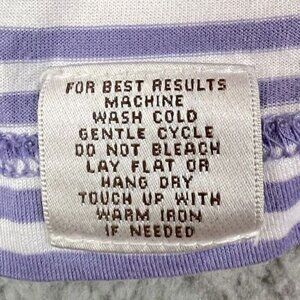 FOR BEST RESULTS
MACHINE
WASH COLD
GENTLE CYCLE
DO NOT BLEACH
LAY FLAT OR
HANG DRY
TOUCH UP WITH
WARM IRON
IF NEEDED